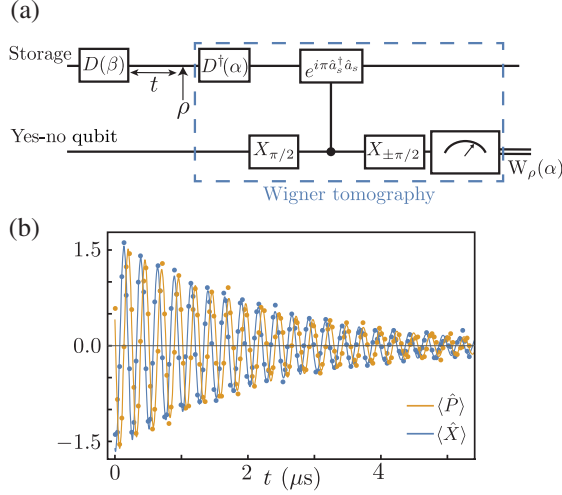 (a)
Storage
D(β)
t
ρ
D†(α)
e^{iπâ_s^†â_s}
Yes-no qubit
X_{π/2}
X_{±π/2}
W_ρ(α)
Wigner tomography
(b)
1.5
0.0
−1.5
⟨P̂⟩
⟨X̂⟩
0 2 4
t (μs)